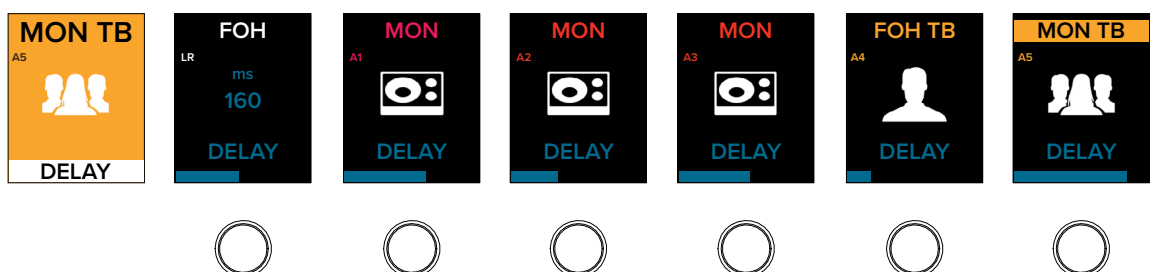 MON TB
A5
DELAY
FOH
LR
ms
160
DELAY
MON
A1
DELAY
MON
A2
DELAY
MON
A3
DELAY
FOH TB
A4
DELAY
MON TB
A5
DELAY